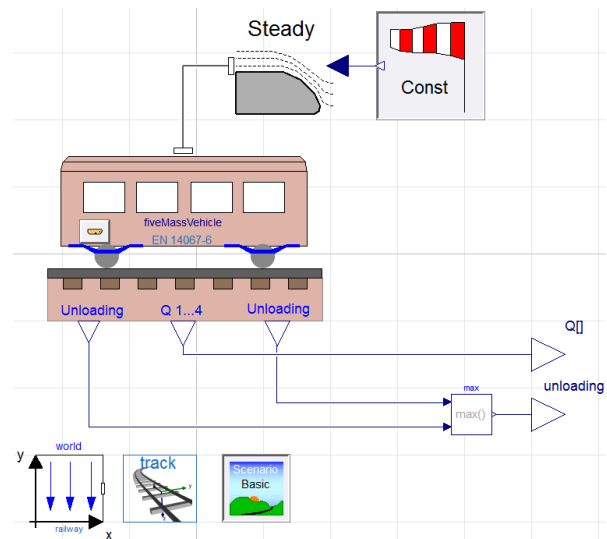 Steady
Const
fiveMassVehicle
EN 14067-6
Unloading
Q 1...4
Unloading
Q[]
max
unloading
max()
world
y
railway
x
track
y
x
Scenario
Basic